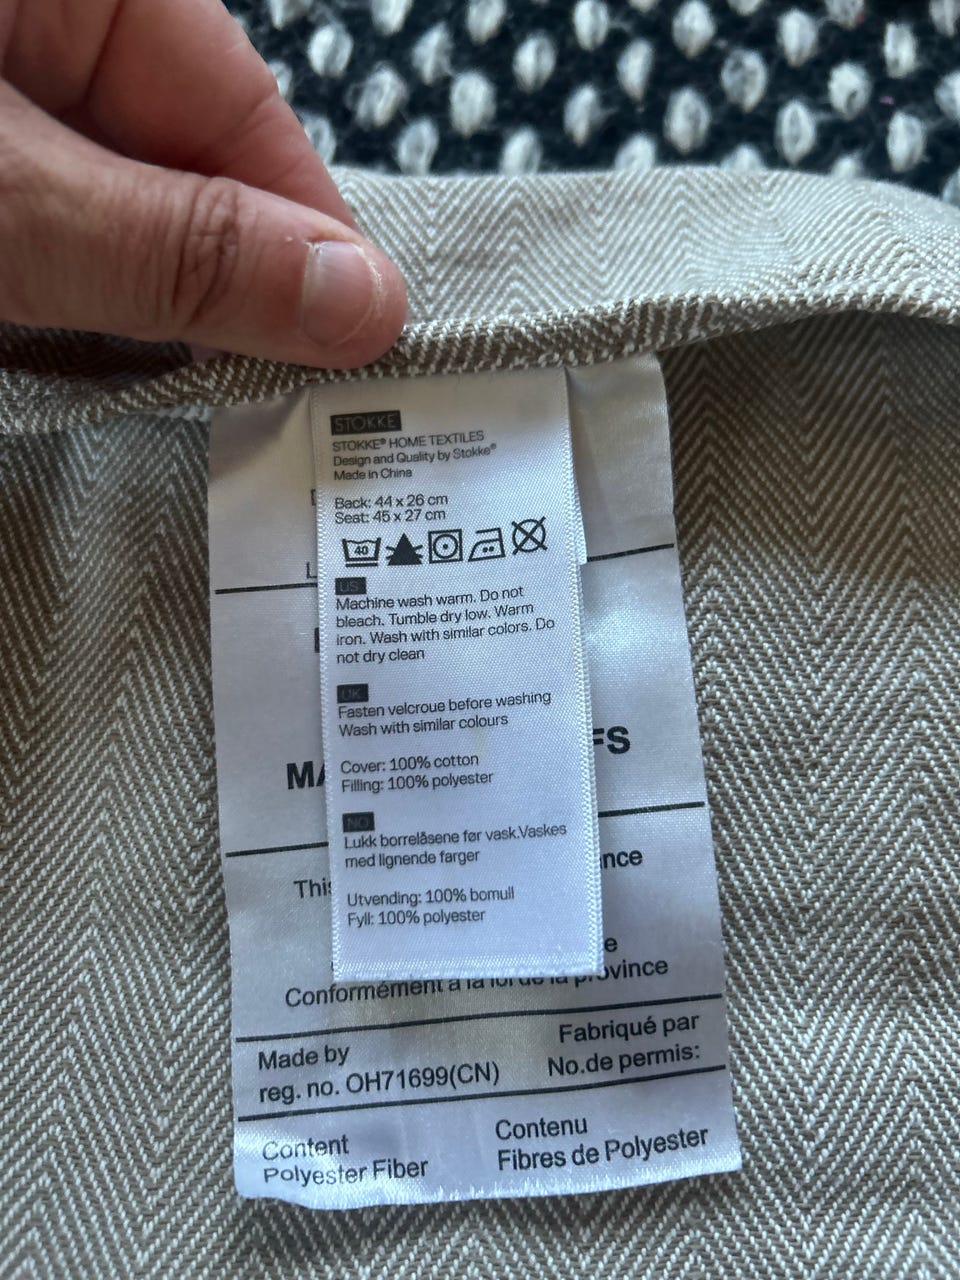 STOKKE
STOKKE® HOME TEXTILES
Design and Quality by Stokke®
Made in China
Back: 44 x 26 cm
Seat: 45 x 27 cm
40
US
Machine wash warm. Do not
bleach. Tumble dry low. Warm
iron. Wash with similar colors. Do
not dry clean
UK
Fasten velcroue before washing
Wash with similar colours
Cover: 100% cotton
Filling: 100% polyester
NO
Lukk borrelåsene før vask.Vaskes
med lignende farger
Utvending: 100% bomull
Fyll: 100% polyester
Conformément à la loi de la province
Made by
reg. no. OH71699(CN)
Fabriqué par
No.de permis:
Content
Polyester Fiber
Contenu
Fibres de Polyester